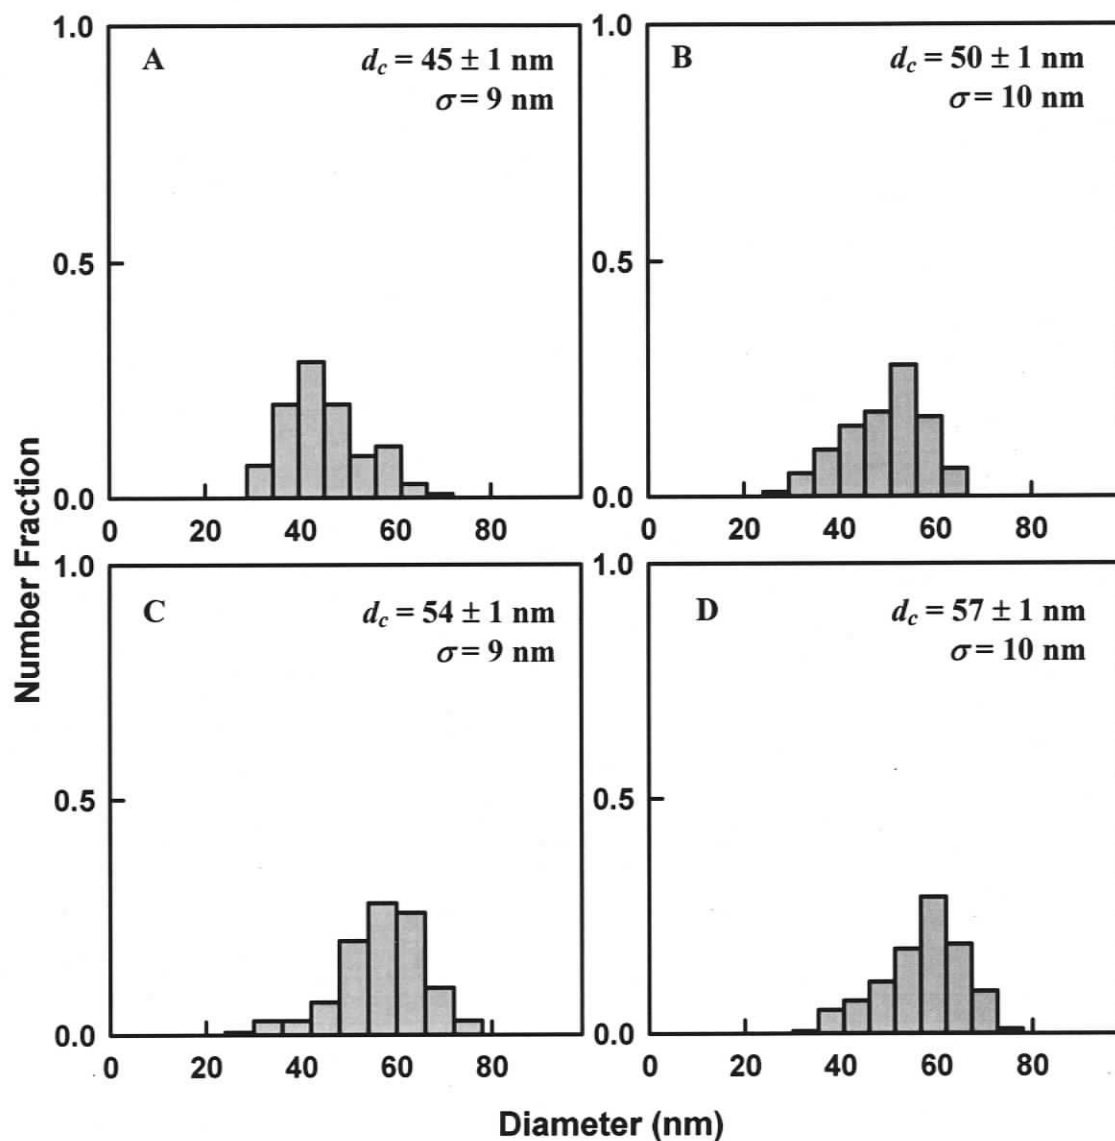 1.0
A
d_c = 45 ± 1 nm
σ = 9 nm
0.5
0.0
0 20 40 60 80
1.0
B
d_c = 50 ± 1 nm
σ = 10 nm
0.5
0.0
0 20 40 60 80
Number Fraction
1.0
C
d_c = 54 ± 1 nm
σ = 9 nm
0.5
0.0
0 20 40 60 80
1.0
D
d_c = 57 ± 1 nm
σ = 10 nm
0.5
0.0
0 20 40 60 80
Diameter (nm)